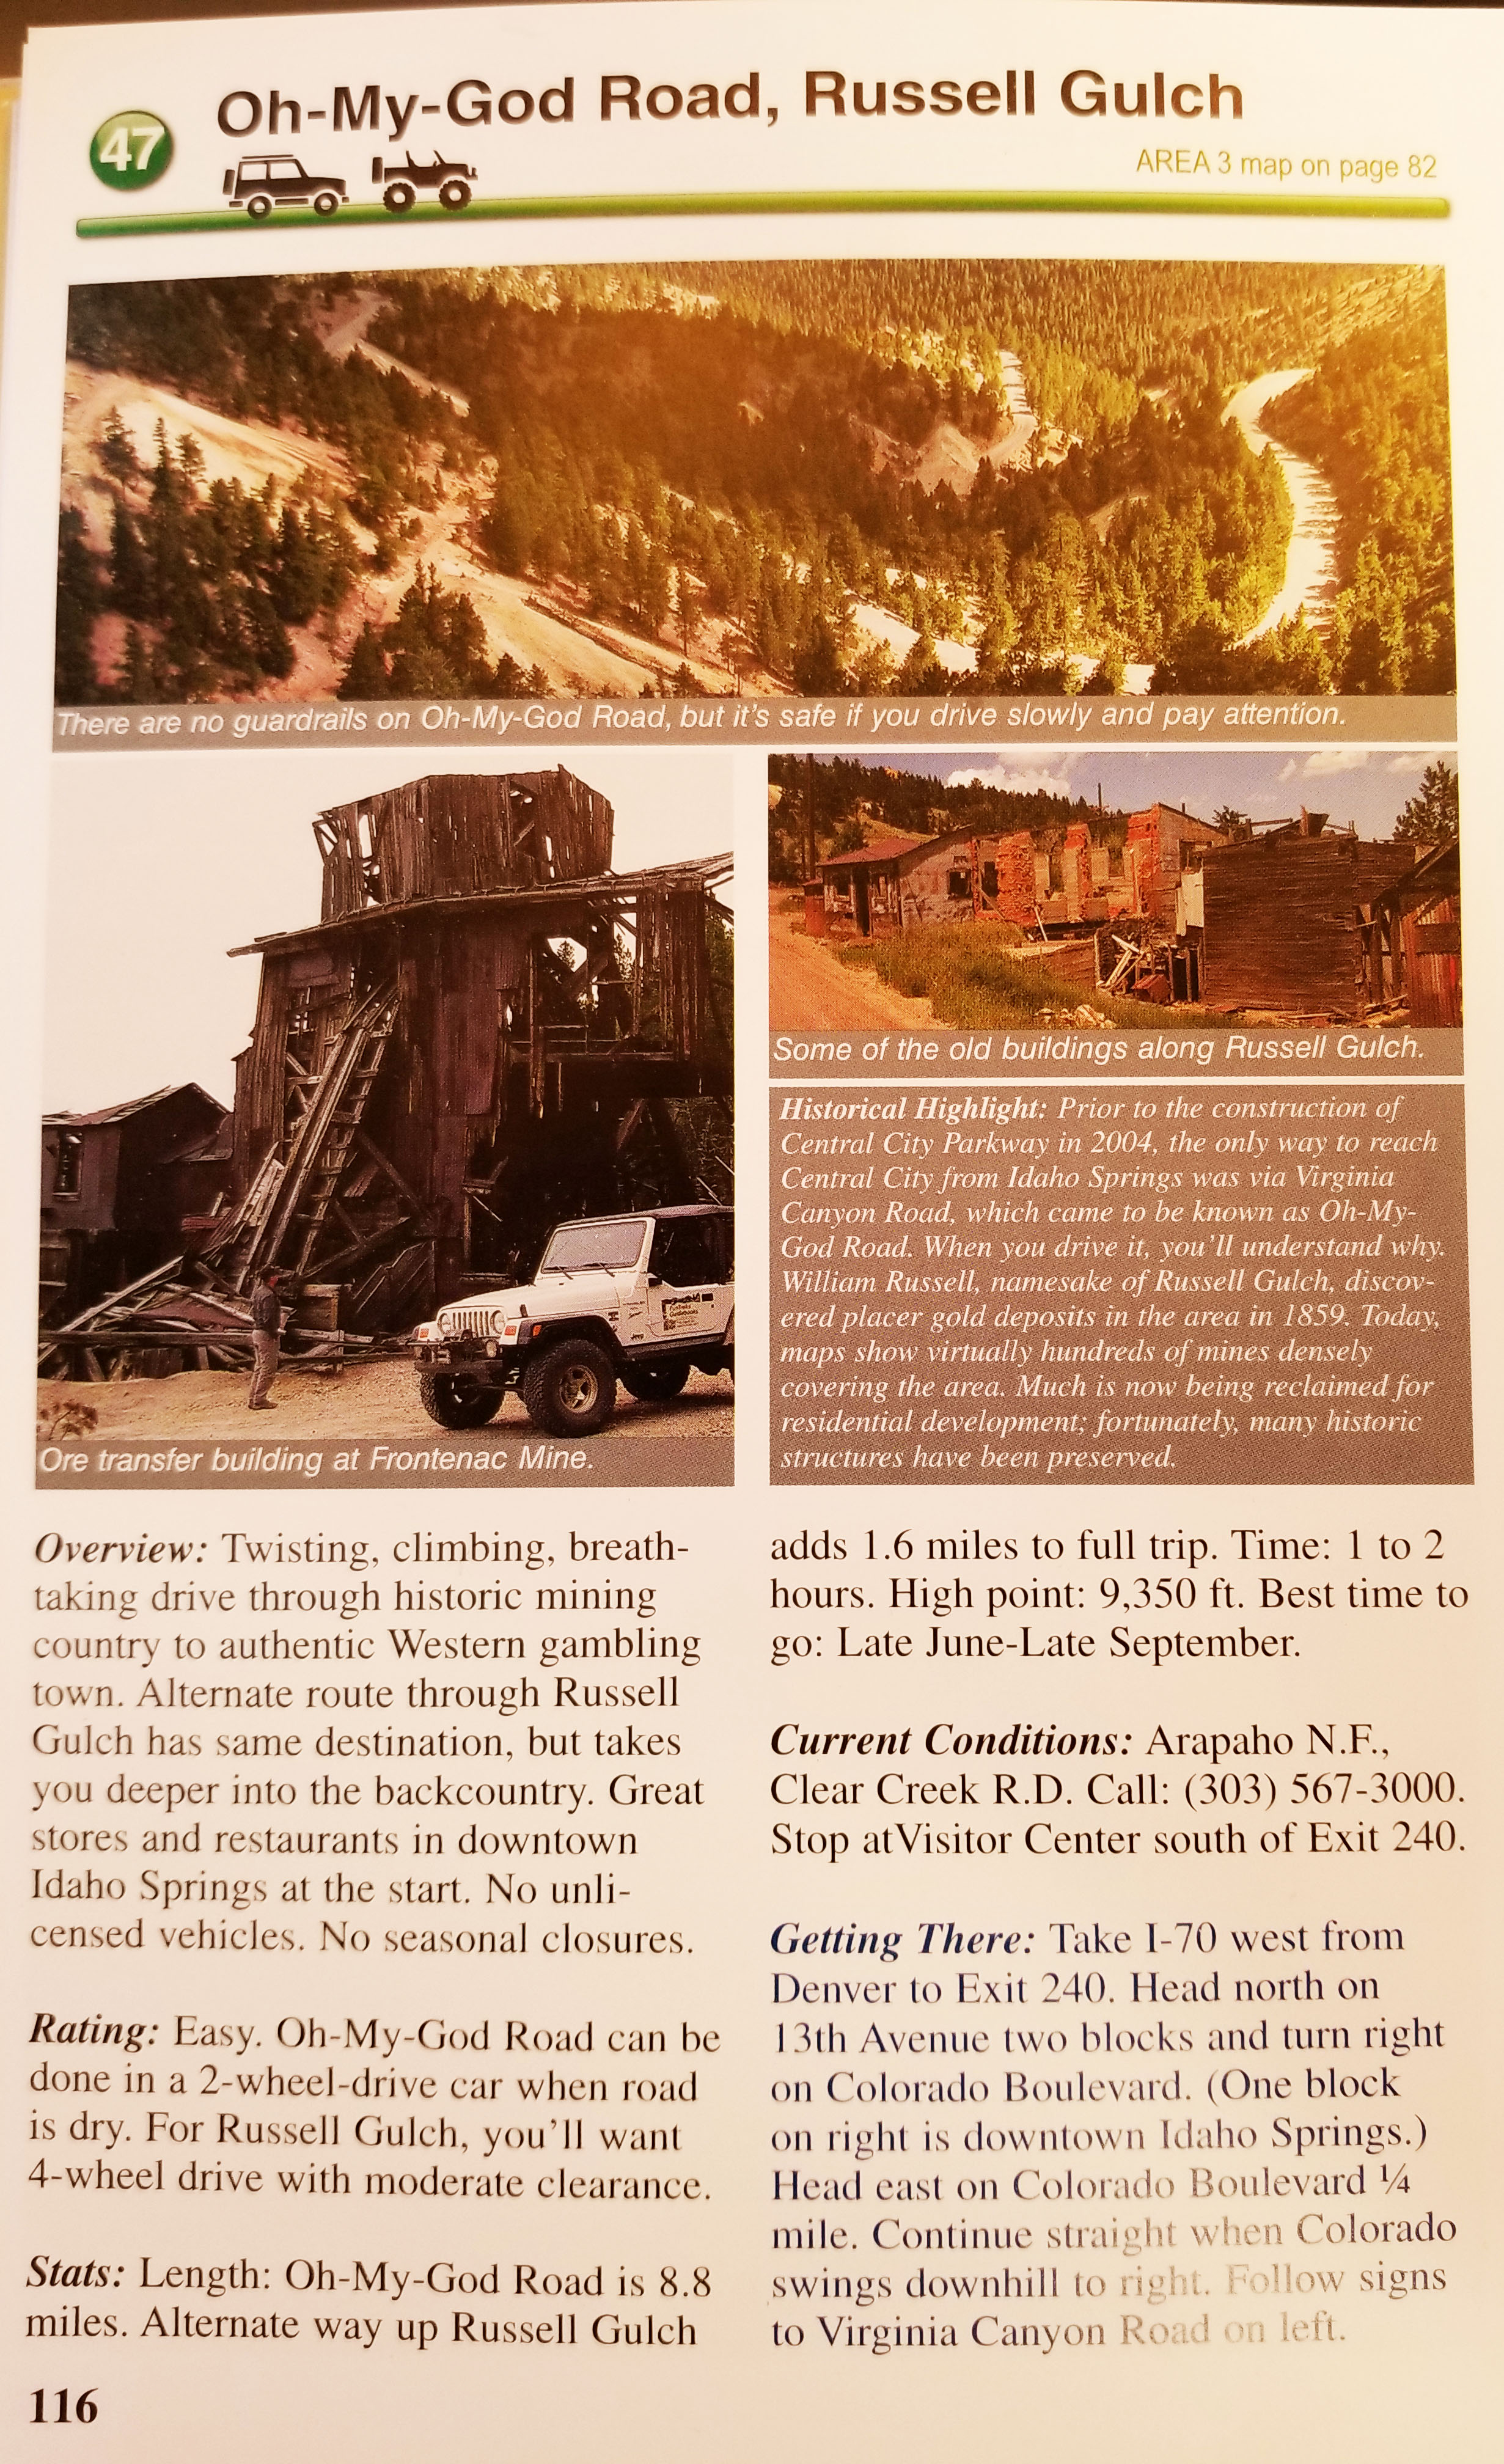 47
Oh-My-God Road, Russell Gulch
AREA 3 map on page 82
There are no guardrails on Oh-My-God Road, but it's safe if you drive slowly and pay attention.
Some of the old buildings along Russell Gulch.
Ore transfer building at Frontenac Mine.
Historical Highlight: Prior to the construction of
Central City Parkway in 2004, the only way to reach
Central City from Idaho Springs was via Virginia
Canyon Road, which came to be known as Oh-My-
God Road. When you drive it, you'll understand why.
William Russell, namesake of Russell Gulch, discov-
ered placer gold deposits in the area in 1859. Today,
maps show virtually hundreds of mines densely
covering the area. Much is now being reclaimed for
residential development; fortunately, many historic
structures have been preserved.
Overview: Twisting, climbing, breath-
taking drive through historic mining
country to authentic Western gambling
town. Alternate route through Russell
Gulch has same destination, but takes
you deeper into the backcountry. Great
stores and restaurants in downtown
Idaho Springs at the start. No unli-
censed vehicles. No seasonal closures.
Rating: Easy. Oh-My-God Road can be
done in a 2-wheel-drive car when road
is dry. For Russell Gulch, you'll want
4-wheel drive with moderate clearance.
Stats: Length: Oh-My-God Road is 8.8
miles. Alternate way up Russell Gulch
adds 1.6 miles to full trip. Time: 1 to 2
hours. High point: 9,350 ft. Best time to
go: Late June-Late September.
Current Conditions: Arapaho N.F.,
Clear Creek R.D. Call: (303) 567-3000.
Stop atVisitor Center south of Exit 240.
Getting There: Take I-70 west from
Denver to Exit 240. Head north on
13th Avenue two blocks and turn right
on Colorado Boulevard. (One block
on right is downtown Idaho Springs.)
Head east on Colorado Boulevard ¼
mile. Continue straight when Colorado
swings downhill to right. Follow signs
to Virginia Canyon Road on left.
116